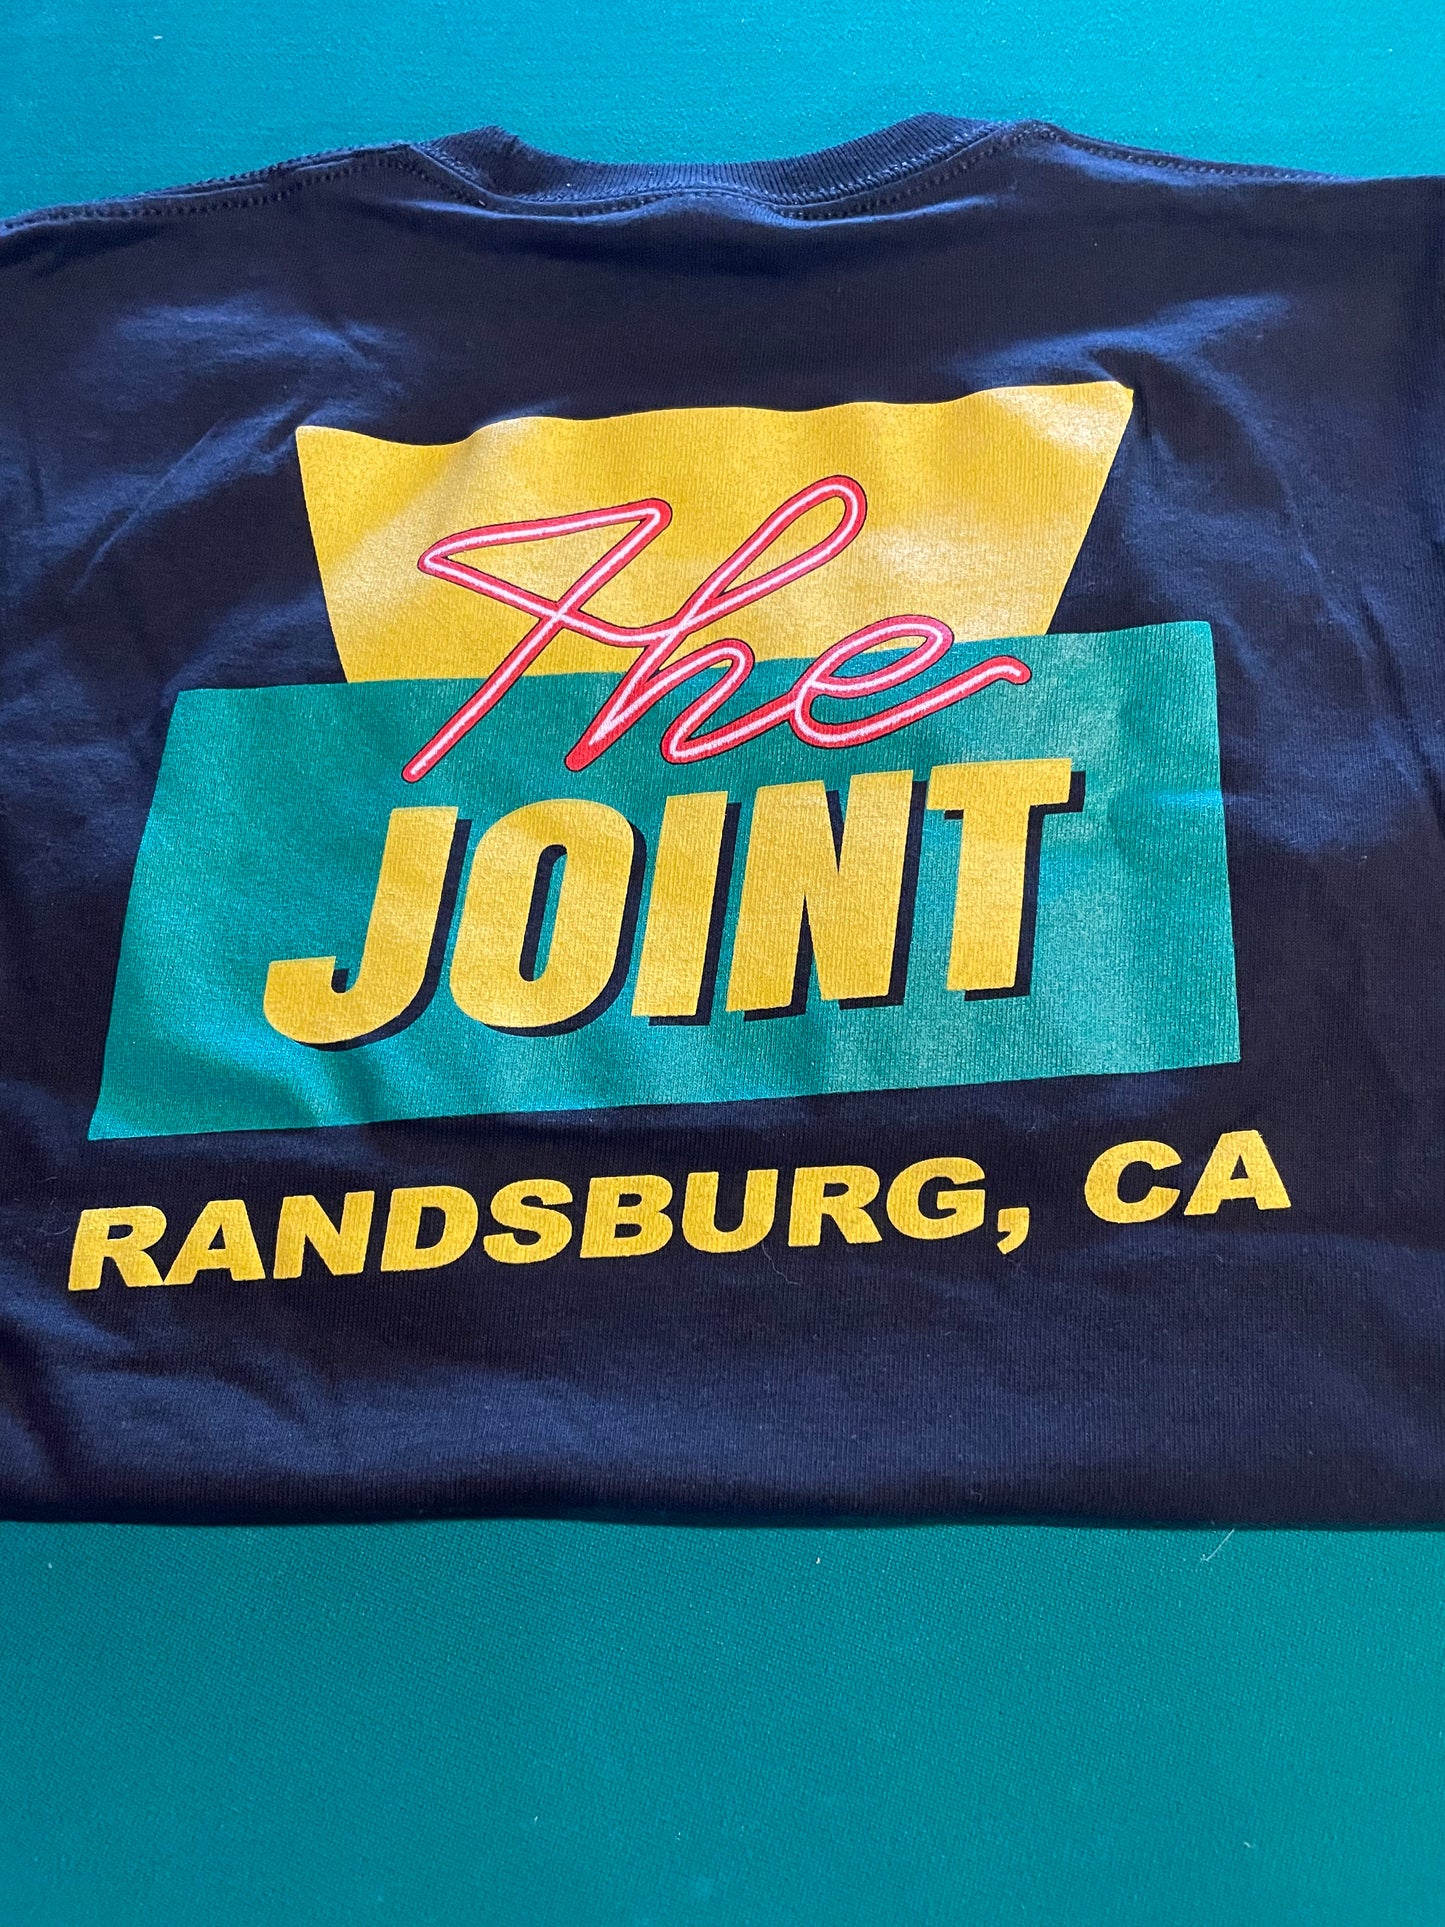 The
JOINT
RANDSBURG, CA